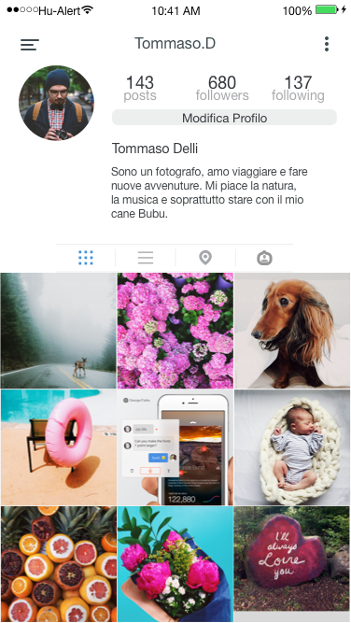 Hu-Alert 10:41 AM 100%
Tommaso.D
143 680 137
posts followers following
Modifica Profilo
Tommaso Delli
Sono un fotografo, amo viaggiare e fare
nuove avvenuture. Mi piace la natura,
la musica e soprattutto stare con il mio
cane Bubu.
122,880
I'll
always
Love
you